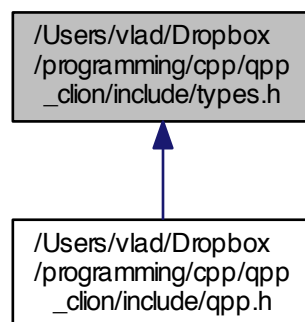 /Users/vlad/Dropbox
/programming/cpp/qpp
_clion/include/types.h
/Users/vlad/Dropbox
/programming/cpp/qpp
_clion/include/qpp.h